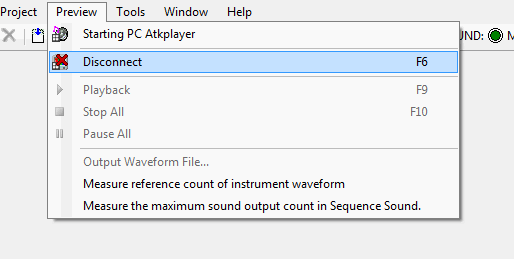 Project Preview Tools Window Help
Starting PC Atkplayer
UND: M
Disconnect F6
Playback F9
Stop All F10
Pause All
Output Waveform File...
Measure reference count of instrument waveform
Measure the maximum sound output count in Sequence Sound.